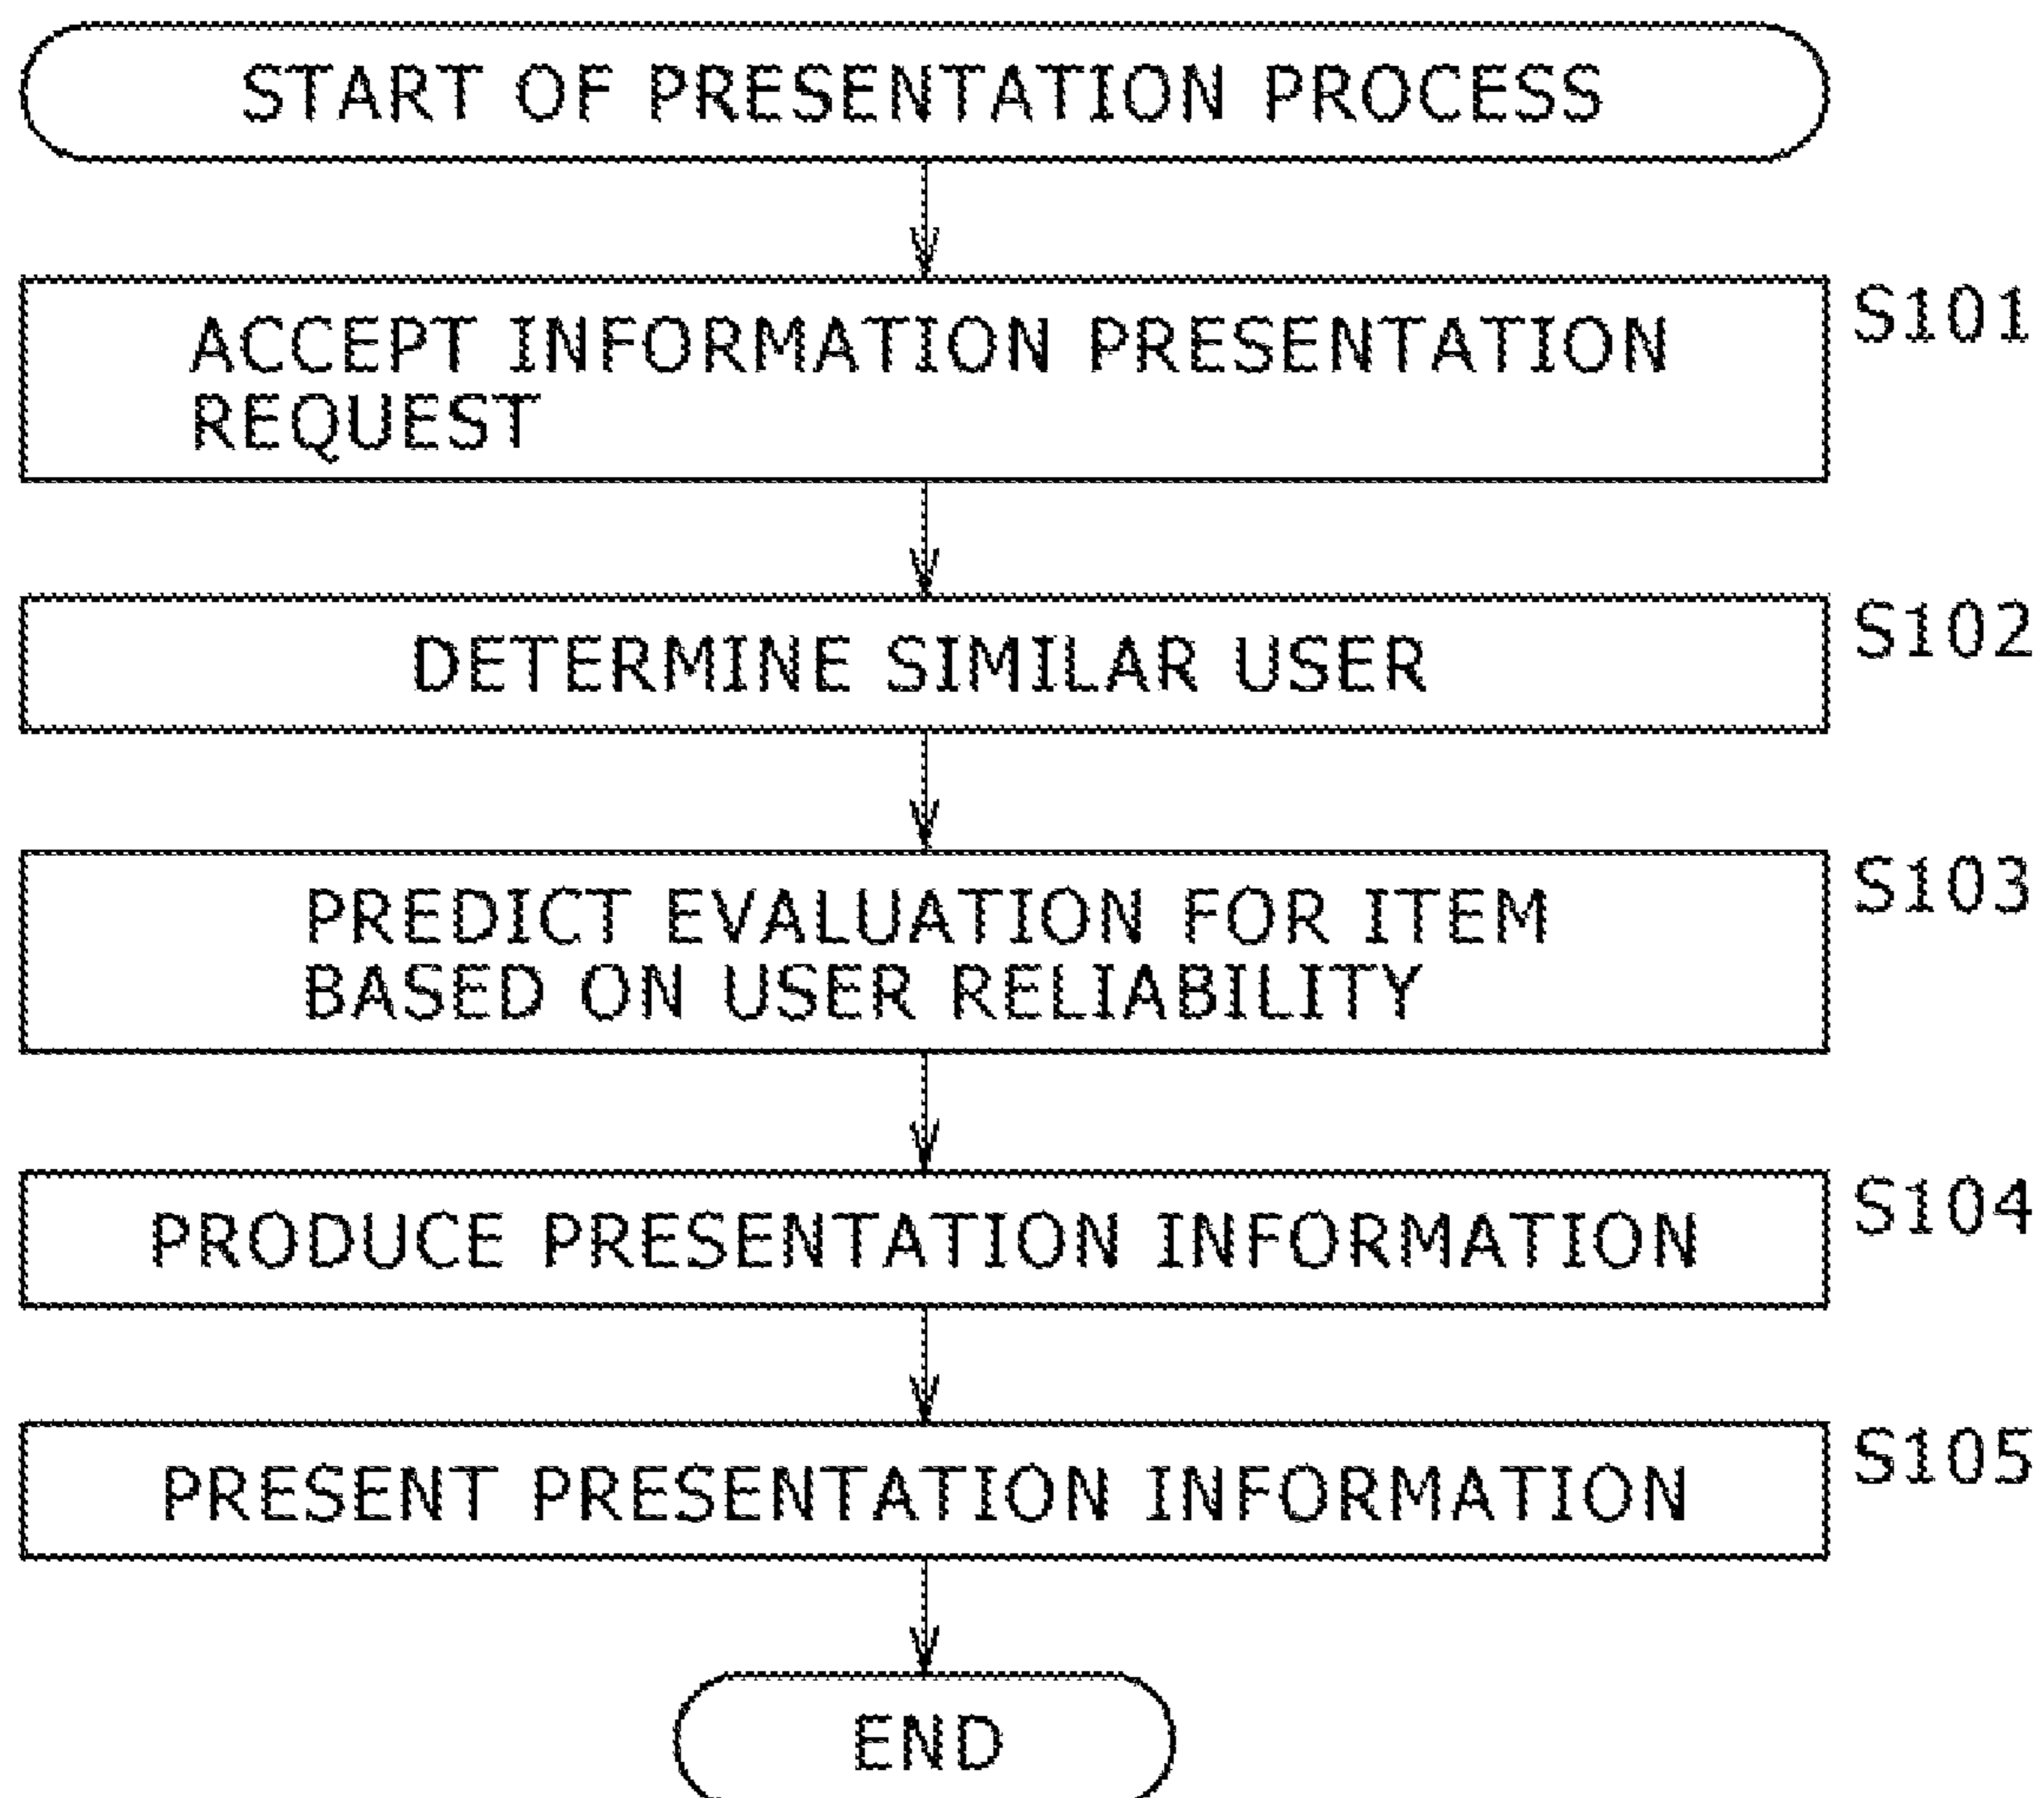 START OF PRESENTATION PROCESS
S101
ACCEPT INFORMATION PRESENTATION
REQUEST
S102
DETERMINE SIMILAR USER
S103
PREDICT EVALUATION FOR ITEM
BASED ON USER RELIABILITY
S104
PRODUCE PRESENTATION INFORMATION
S105
PRESENT PRESENTATION INFORMATION
END